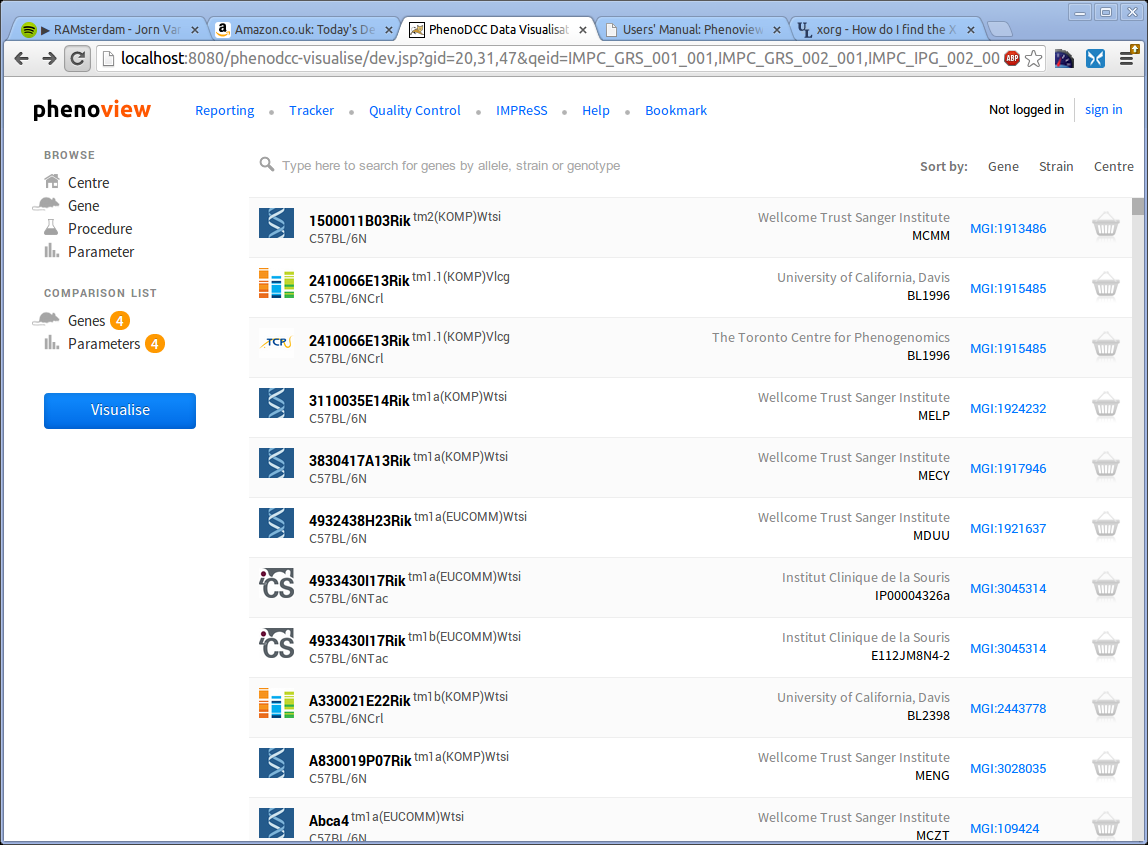 ▶ RAMsterdam - Jorn Van
Amazon.co.uk: Today's De
PhenoDCC Data Visualisat
Users' Manual: Phenoview
xorg - How do I find the X
localhost:8080/phenodcc-visualise/dev.jsp?gid=20,31,47&qeid=IMPC_GRS_001_001,IMPC_GRS_002_001,IMPC_IPG_002_00
ABP
phenoview
Reporting • Tracker • Quality Control • IMPReSS • Help • Bookmark
Not logged in
sign in
BROWSE
Centre
Gene
Procedure
Parameter
COMPARISON LIST
Genes 4
Parameters 4
Visualise
Type here to search for genes by allele, strain or genotype
Sort by: Gene Strain Centre
1500011B03Rik tm2(KOMP)Wtsi
C57BL/6N
Wellcome Trust Sanger Institute
MCMM
MGI:1913486
2410066E13Rik tm1.1(KOMP)Vlcg
C57BL/6NCrl
University of California, Davis
BL1996
MGI:1915485
TCP
2410066E13Rik tm1.1(KOMP)Vlcg
C57BL/6NCrl
The Toronto Centre for Phenogenomics
BL1996
MGI:1915485
3110035E14Rik tm1a(KOMP)Wtsi
C57BL/6N
Wellcome Trust Sanger Institute
MELP
MGI:1924232
3830417A13Rik tm1a(KOMP)Wtsi
C57BL/6N
Wellcome Trust Sanger Institute
MECY
MGI:1917946
4932438H23Rik tm1a(EUCOMM)Wtsi
C57BL/6N
Wellcome Trust Sanger Institute
MDUU
MGI:1921637
iCS
4933430I17Rik tm1a(EUCOMM)Wtsi
C57BL/6NTac
Institut Clinique de la Souris
IP00004326a
MGI:3045314
iCS
4933430I17Rik tm1b(EUCOMM)Wtsi
C57BL/6NTac
Institut Clinique de la Souris
E112JM8N4-2
MGI:3045314
A330021E22Rik tm1b(KOMP)Wtsi
C57BL/6NCrl
University of California, Davis
BL2398
MGI:2443778
A830019P07Rik tm1a(KOMP)Wtsi
C57BL/6N
Wellcome Trust Sanger Institute
MENG
MGI:3028035
Abca4 tm1a(EUCOMM)Wtsi
C57BL/6N
Wellcome Trust Sanger Institute
MCZT
MGI:109424